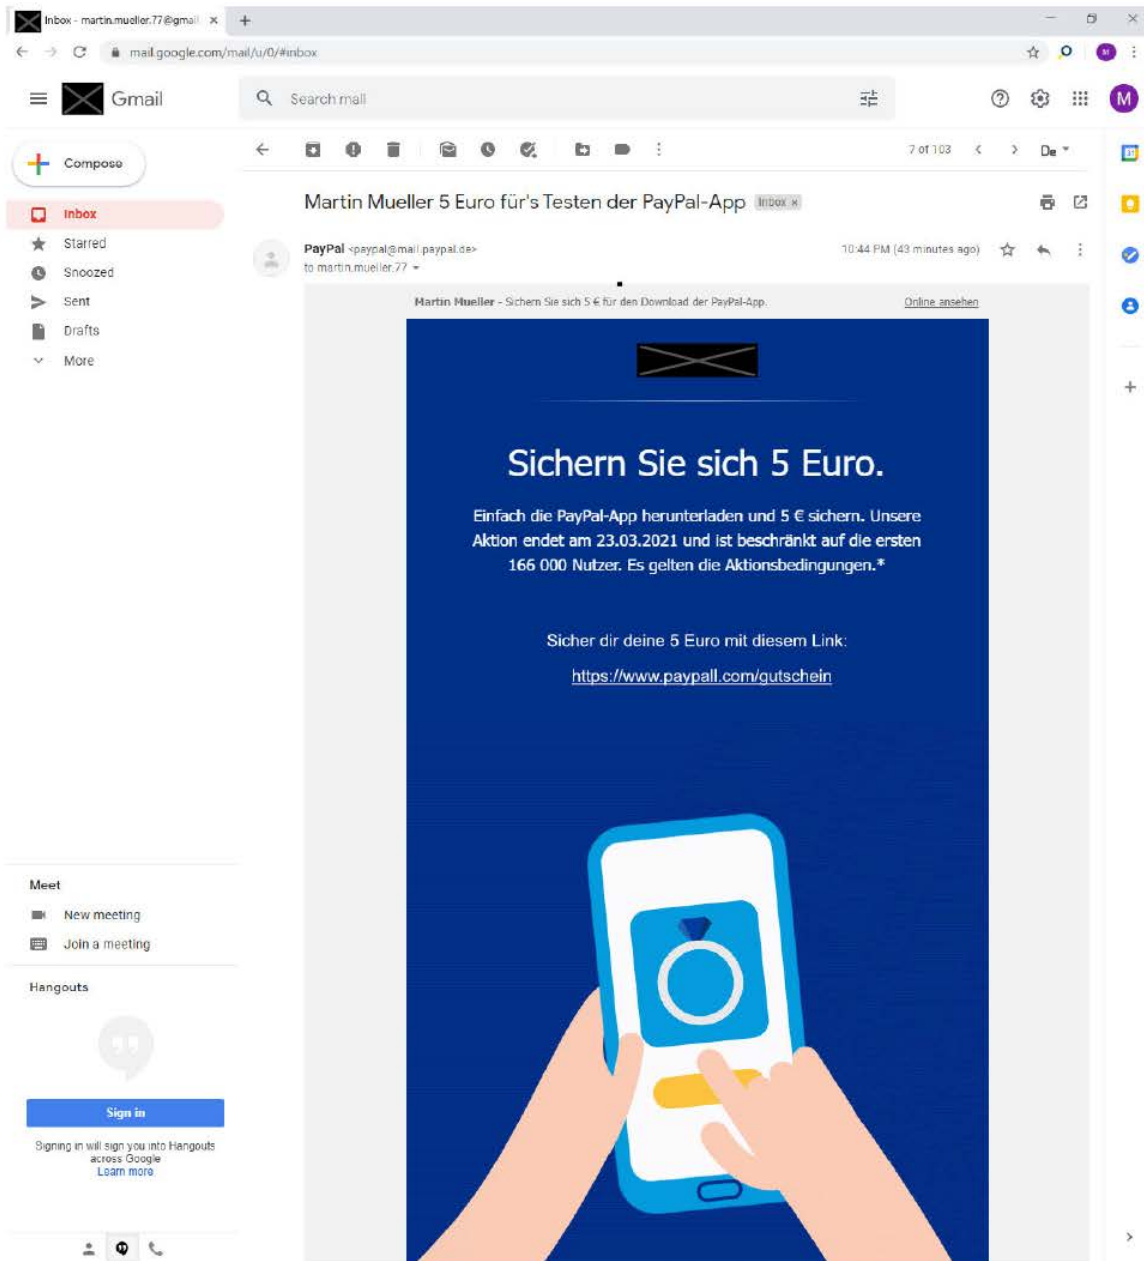 Inbox - martin.mueller.77@gmail
mail.google.com/mail/u/0/#inbox
M
Gmail
Search mail
M
Compose
7 of 103
De
31
Martin Mueller 5 Euro für's Testen der PayPal-App Inbox x
Inbox
Starred
Snoozed
Sent
Drafts
More
PayPal <paypal@mail.paypal.de>
10:44 PM (43 minutes ago)
to martin.mueller.77
Martin Mueller - Sichern Sie sich 5 € für den Download der PayPal-App.
Online ansehen
Sichern Sie sich 5 Euro.
Einfach die PayPal-App herunterladen und 5 € sichern. Unsere
Aktion endet am 23.03.2021 und ist beschränkt auf die ersten
166 000 Nutzer. Es gelten die Aktionsbedingungen.*
Sicher dir deine 5 Euro mit diesem Link:
https://www.paypall.com/gutschein
Meet
New meeting
Join a meeting
Hangouts
Sign in
Signing in will sign you into Hangouts
across Google
Learn more